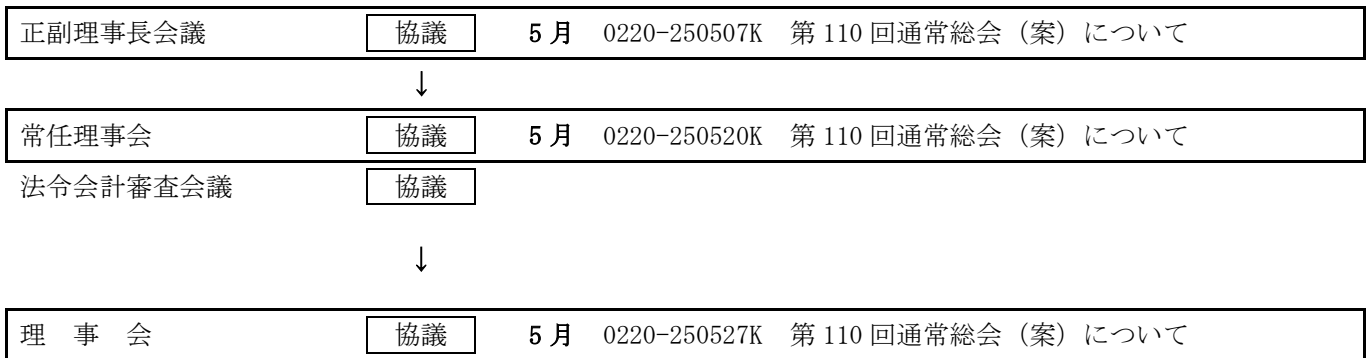 正副理事長会議 協議 5月 0220-250507K 第110回通常総会（案）について
↓
常任理事会 協議 5月 0220-250520K 第110回通常総会（案）について
法令会計審査会議 協議
↓
理　事　会 協議 5月 0220-250527K 第110回通常総会（案）について